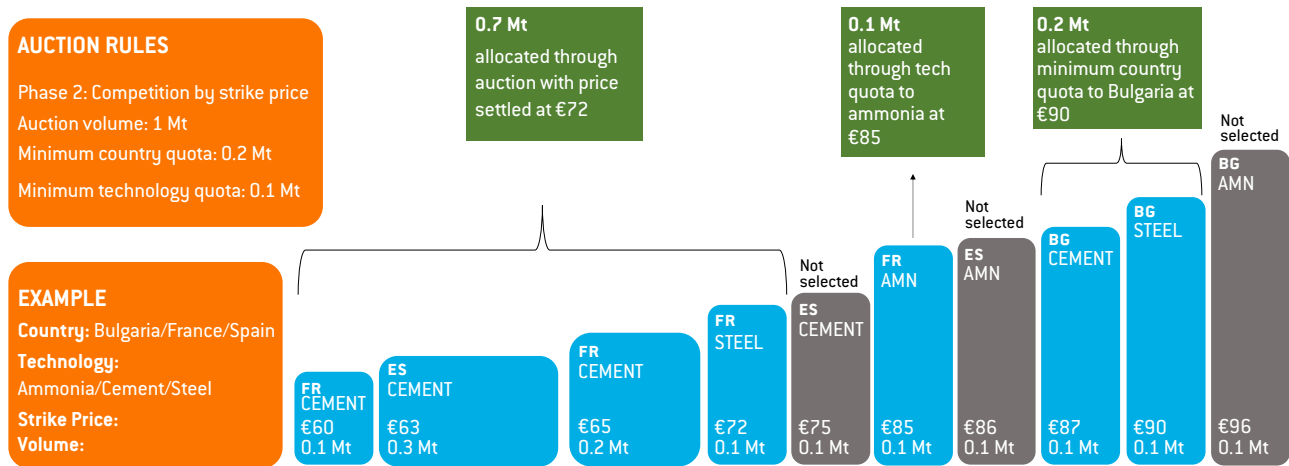 AUCTION RULES
Phase 2: Competition by strike price
Auction volume: 1 Mt
Minimum country quota: 0.2 Mt
Minimum technology quota: 0.1 Mt
EXAMPLE
Country: Bulgaria/France/Spain
Technology:
Ammonia/Cement/Steel
Strike Price:
Volume:
0.7 Mt
allocated through
auction with price
settled at €72
0.1 Mt
allocated
through tech
quota to
ammonia at
€85
0.2 Mt
allocated through
minimum country
quota to Bulgaria at
€90
FR
CEMENT
€60
0.1 Mt
ES
CEMENT
€63
0.3 Mt
FR
CEMENT
€65
0.2 Mt
FR
STEEL
€72
0.1 Mt
Not
selected
ES
CEMENT
€75
0.1 Mt
FR
AMN
€85
0.1 Mt
Not
selected
ES
AMN
€86
0.1 Mt
BG
CEMENT
€87
0.1 Mt
BG
STEEL
€90
0.1 Mt
Not
selected
BG
AMN
€96
0.1 Mt